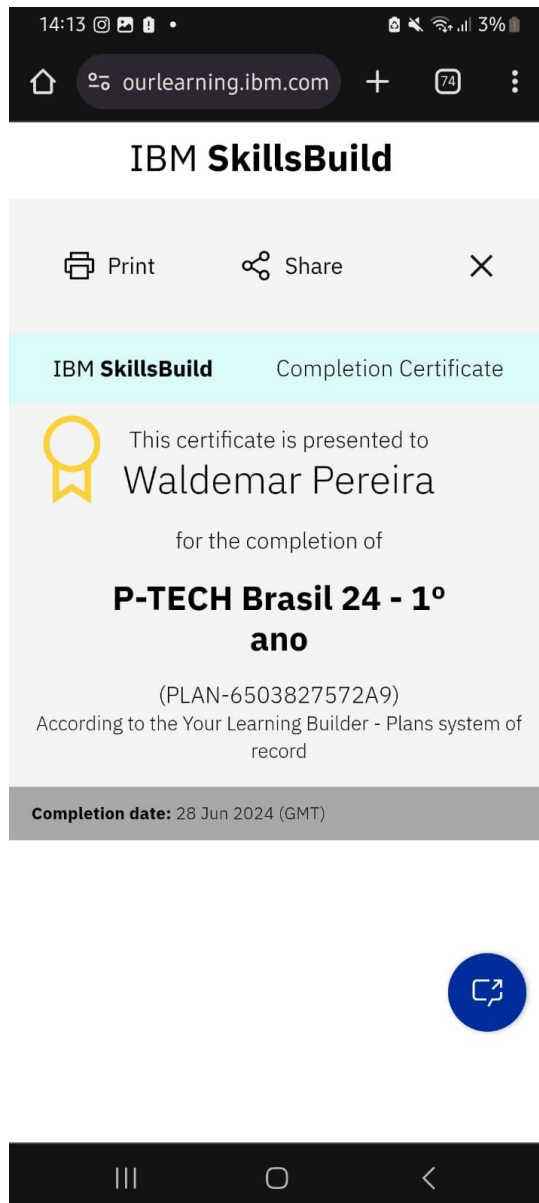 14:13
3%
ourlearning.ibm.com
74
IBM SkillsBuild
Print
Share
IBM SkillsBuild
Completion Certificate
This certificate is presented to
Waldemar Pereira
for the completion of
P-TECH Brasil 24 - 1º
ano
(PLAN-6503827572A9)
According to the Your Learning Builder - Plans system of
record
Completion date: 28 Jun 2024 (GMT)